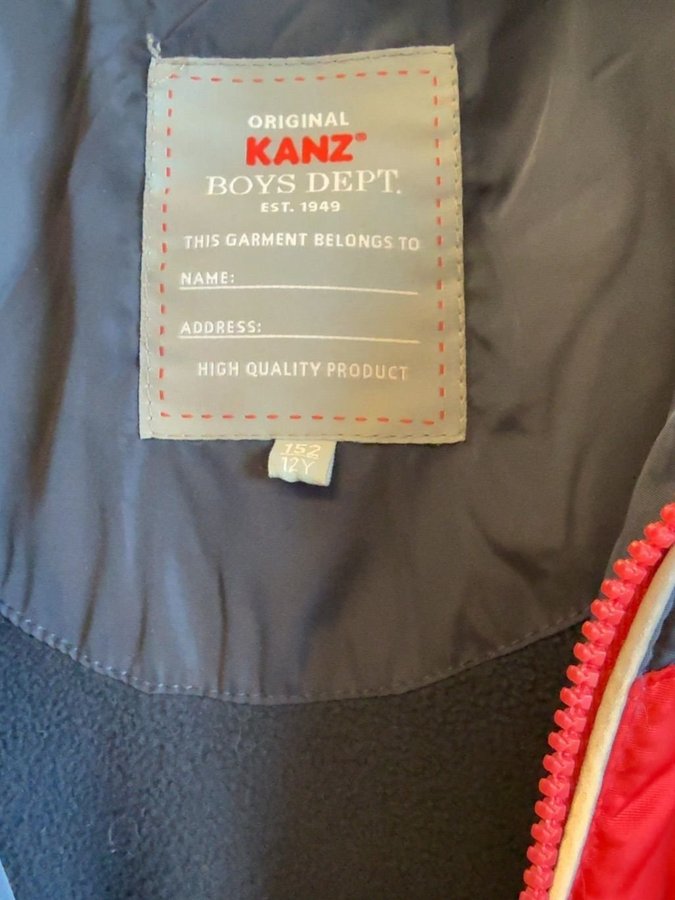 ORIGINAL
KANZ®
BOYS DEPT.
EST. 1949
THIS GARMENT BELONGS TO
NAME:
ADDRESS:
HIGH QUALITY PRODUCT
152
12Y